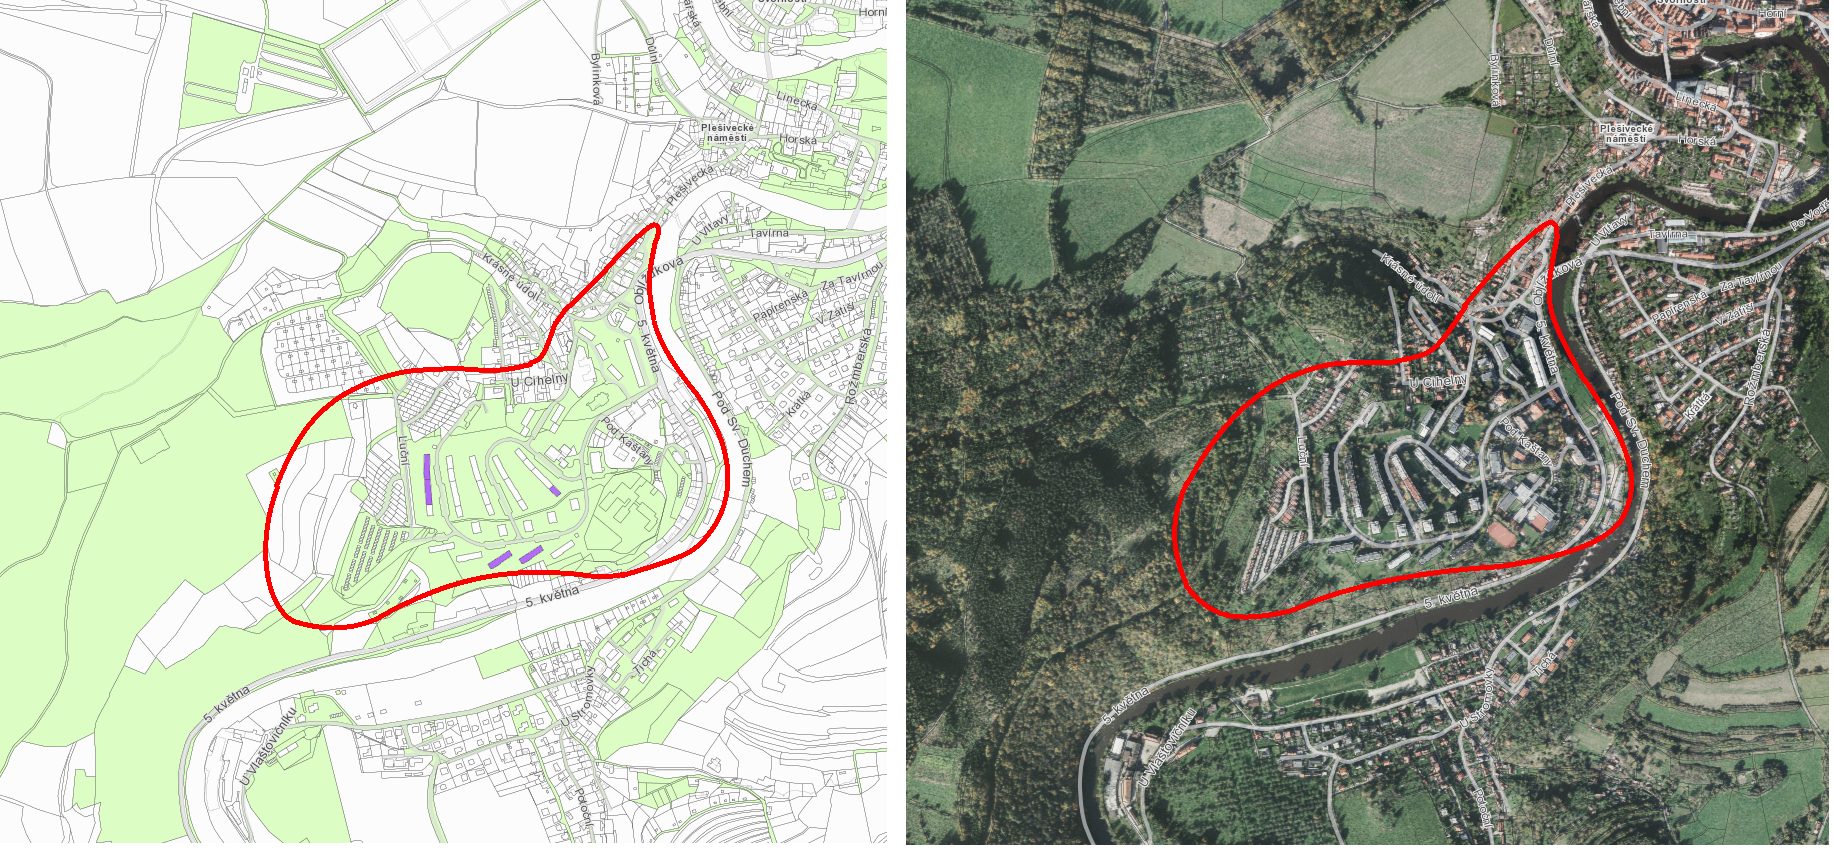 Horní
Důlní
Bylinková
Linecká
Plešivecké
náměstí
Horská
Plešivecká
U Vltavy
Tavírna
Krásné údolí
Za Tavírnou
Papírenská
V Zátiší
5. května
Rožmberská
U Cihelny
Krátká
Pod Sv. Duchem
Luční
Pod Kaštany
5. května
Tichá
5. května
U Stromovky
U Vlaštovičníku
Potoční
Horní
Důlní
Bylinková
Linecká
Plešivecké
náměstí
Horská
Plešivecká
U Vltavy
Tavírna
Krásné údolí
Za Tavírnou
Papírenská
V Zátiší
5. května
Rožmberská
U Cihelny
Krátká
Pod Sv. Duchem
Luční
Pod Kaštany
5. května
Tichá
5. května
U Stromovky
U Vlaštovičníku
Potoční